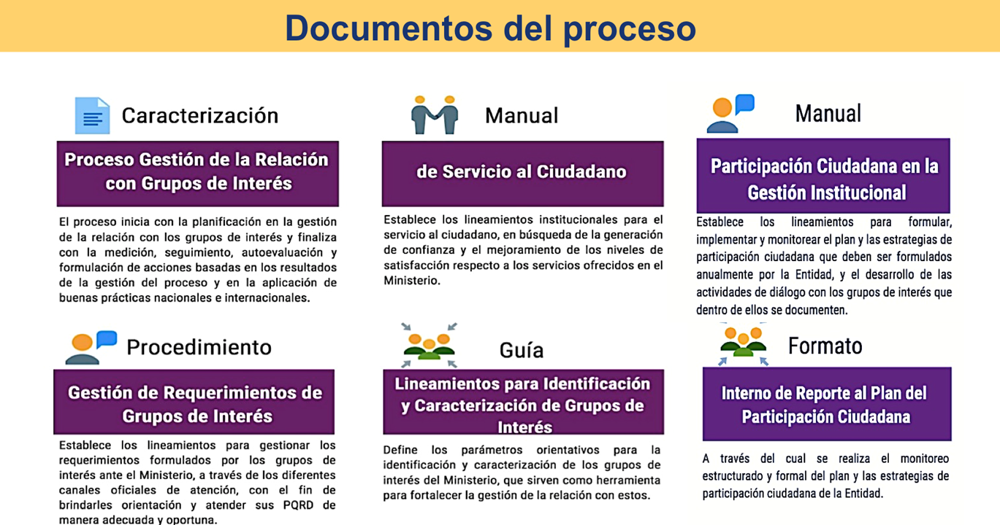 Documentos del proceso
Caracterización
Proceso Gestión de la Relación
con Grupos de Interés
El proceso inicia con la planificación en la gestión
de la relación con los grupos de interés y finaliza
con la medición, seguimiento, autoevaluación y
formulación de acciones basadas en los resultados
de la gestión del proceso y en la aplicación de
buenas prácticas nacionales e internacionales.
Manual
de Servicio al Ciudadano
Establece los lineamientos institucionales para el
servicio al ciudadano, en búsqueda de la generación
de confianza y el mejoramiento de los niveles de
satisfacción respecto a los servicios ofrecidos en el
Ministerio.
Manual
Participación Ciudadana en la
Gestión Institucional
Establece los lineamientos para formular,
implementar y monitorear el plan y las estrategias de
participación ciudadana que deben ser formulados
anualmente por la Entidad, y el desarrollo de las
actividades de diálogo con los grupos de interés que
dentro de ellos se documenten.
Procedimiento
Gestión de Requerimientos de
Grupos de Interés
Establece los lineamientos para gestionar los
requerimientos formulados por los grupos de
interés ante el Ministerio, a través de los diferentes
canales oficiales de atención, con el fin de
brindarles orientación y atender sus PQRD de
manera adecuada y oportuna.
Guía
Lineamientos para Identificación
y Caracterización de Grupos de
Interés
Define los parámetros orientativos para la
identificación y caracterización de los grupos de
interés del Ministerio, que sirven como herramienta
para fortalecer la gestión de la relación con estos.
Formato
Interno de Reporte al Plan del
Participación Ciudadana
A través del cual se realiza el monitoreo
estructurado y formal del plan y las estrategias de
participación ciudadana de la Entidad.